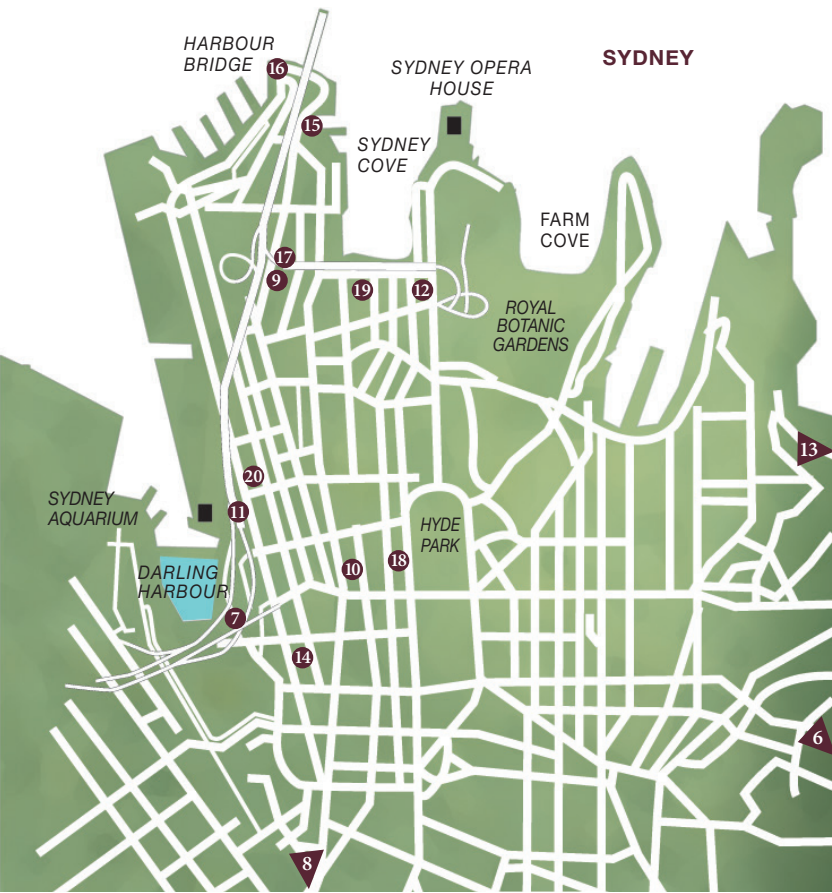 HARBOUR
BRIDGE
SYDNEY
SYDNEY OPERA
HOUSE
16
15
SYDNEY
COVE
FARM
COVE
17
9
19
12
ROYAL
BOTANIC
GARDENS
13
20
SYDNEY
AQUARIUM
11
HYDE
PARK
DARLING
HARBOUR
10
18
7
14
6
8